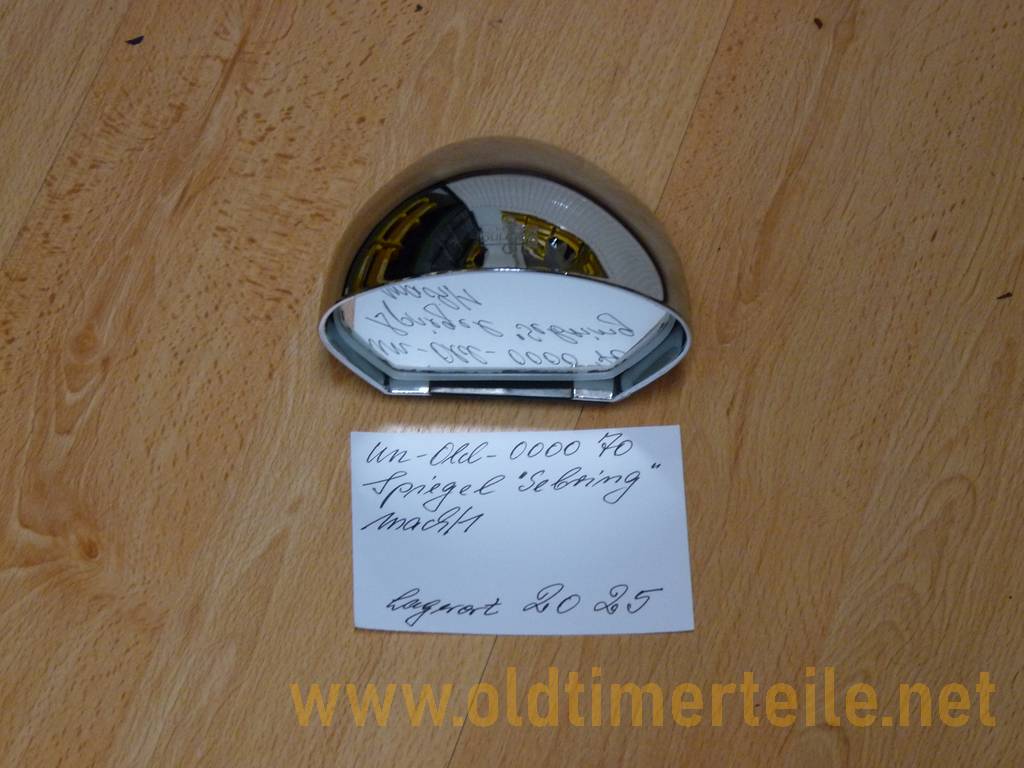 un-Old-0000 70
Spiegel "Sebring"
mach1
Lagerort 20 25
www.oldtimerteile.net